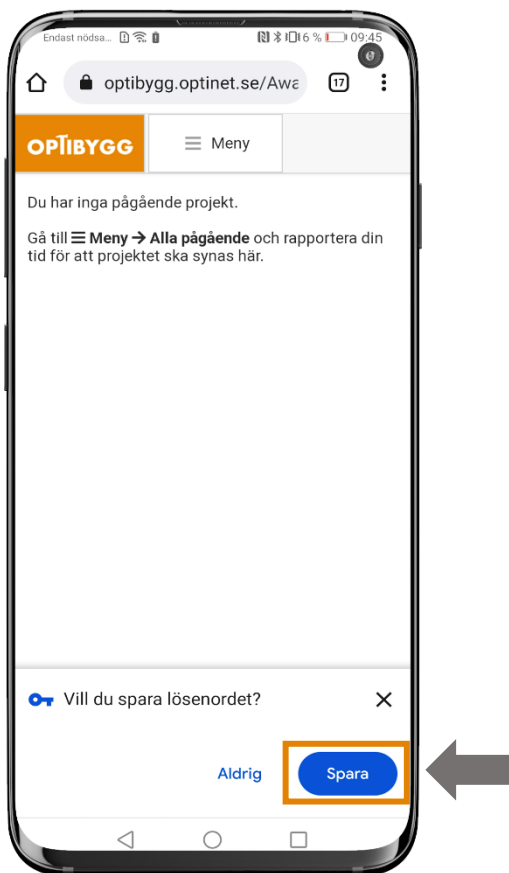 Endast nödsa... 6 % 09:45
optibygg.optinet.se/Awa 17
OPTIBYGG Meny
Du har inga pågående projekt.
Gå till ☰ Meny → Alla pågående och rapportera din
tid för att projektet ska synas här.
Vill du spara lösenordet?
Aldrig Spara